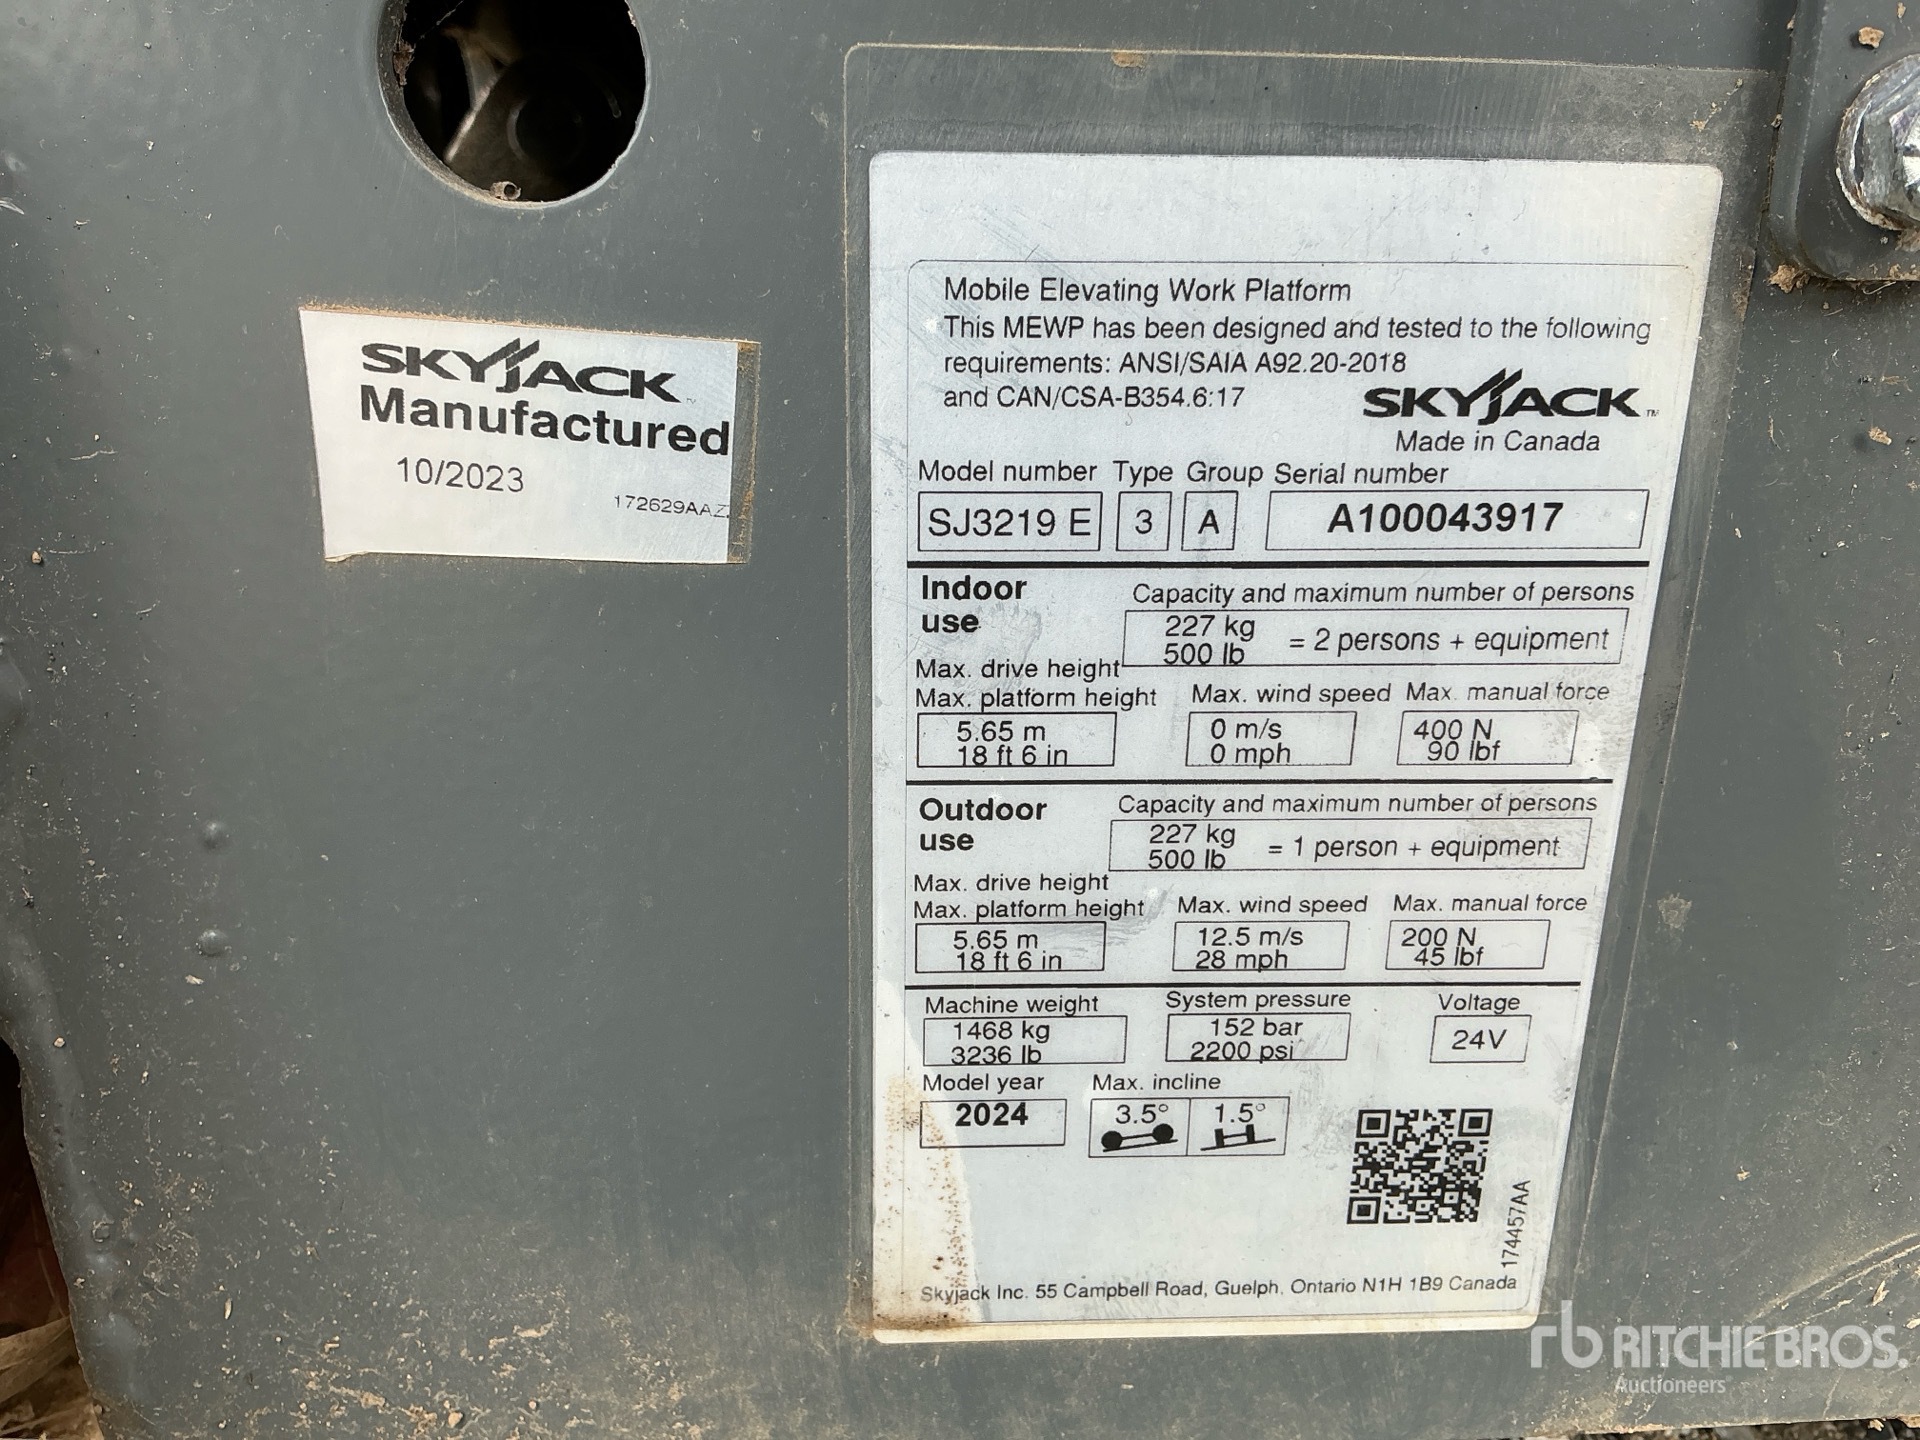 SKYJACK™
Manufactured
10/2023
172629AAZ
Mobile Elevating Work Platform
This MEWP has been designed and tested to the following
requirements: ANSI/SAIA A92.20-2018
and CAN/CSA-B354.6:17
SKYJACK™
Made in Canada
Model number Type Group Serial number
SJ3219 E 3 A A100043917
Indoor use
Capacity and maximum number of persons
227 kg
500 lb
= 2 persons + equipment
Max. drive height
Max. platform height Max. wind speed Max. manual force
5.65 m 0 m/s 400 N
18 ft 6 in 0 mph 90 lbf
Outdoor use
Capacity and maximum number of persons
227 kg
500 lb
= 1 person + equipment
Max. drive height
Max. platform height Max. wind speed Max. manual force
5.65 m 12.5 m/s 200 N
18 ft 6 in 28 mph 45 lbf
Machine weight System pressure Voltage
1468 kg 152 bar 24V
3236 lb 2200 psi
Model year Max. incline
2024 3.5° 1.5°
174457AA
Skyjack Inc. 55 Campbell Road, Guelph, Ontario N1H 1B9 Canada
rb RITCHIE BROS.
Auctioneers